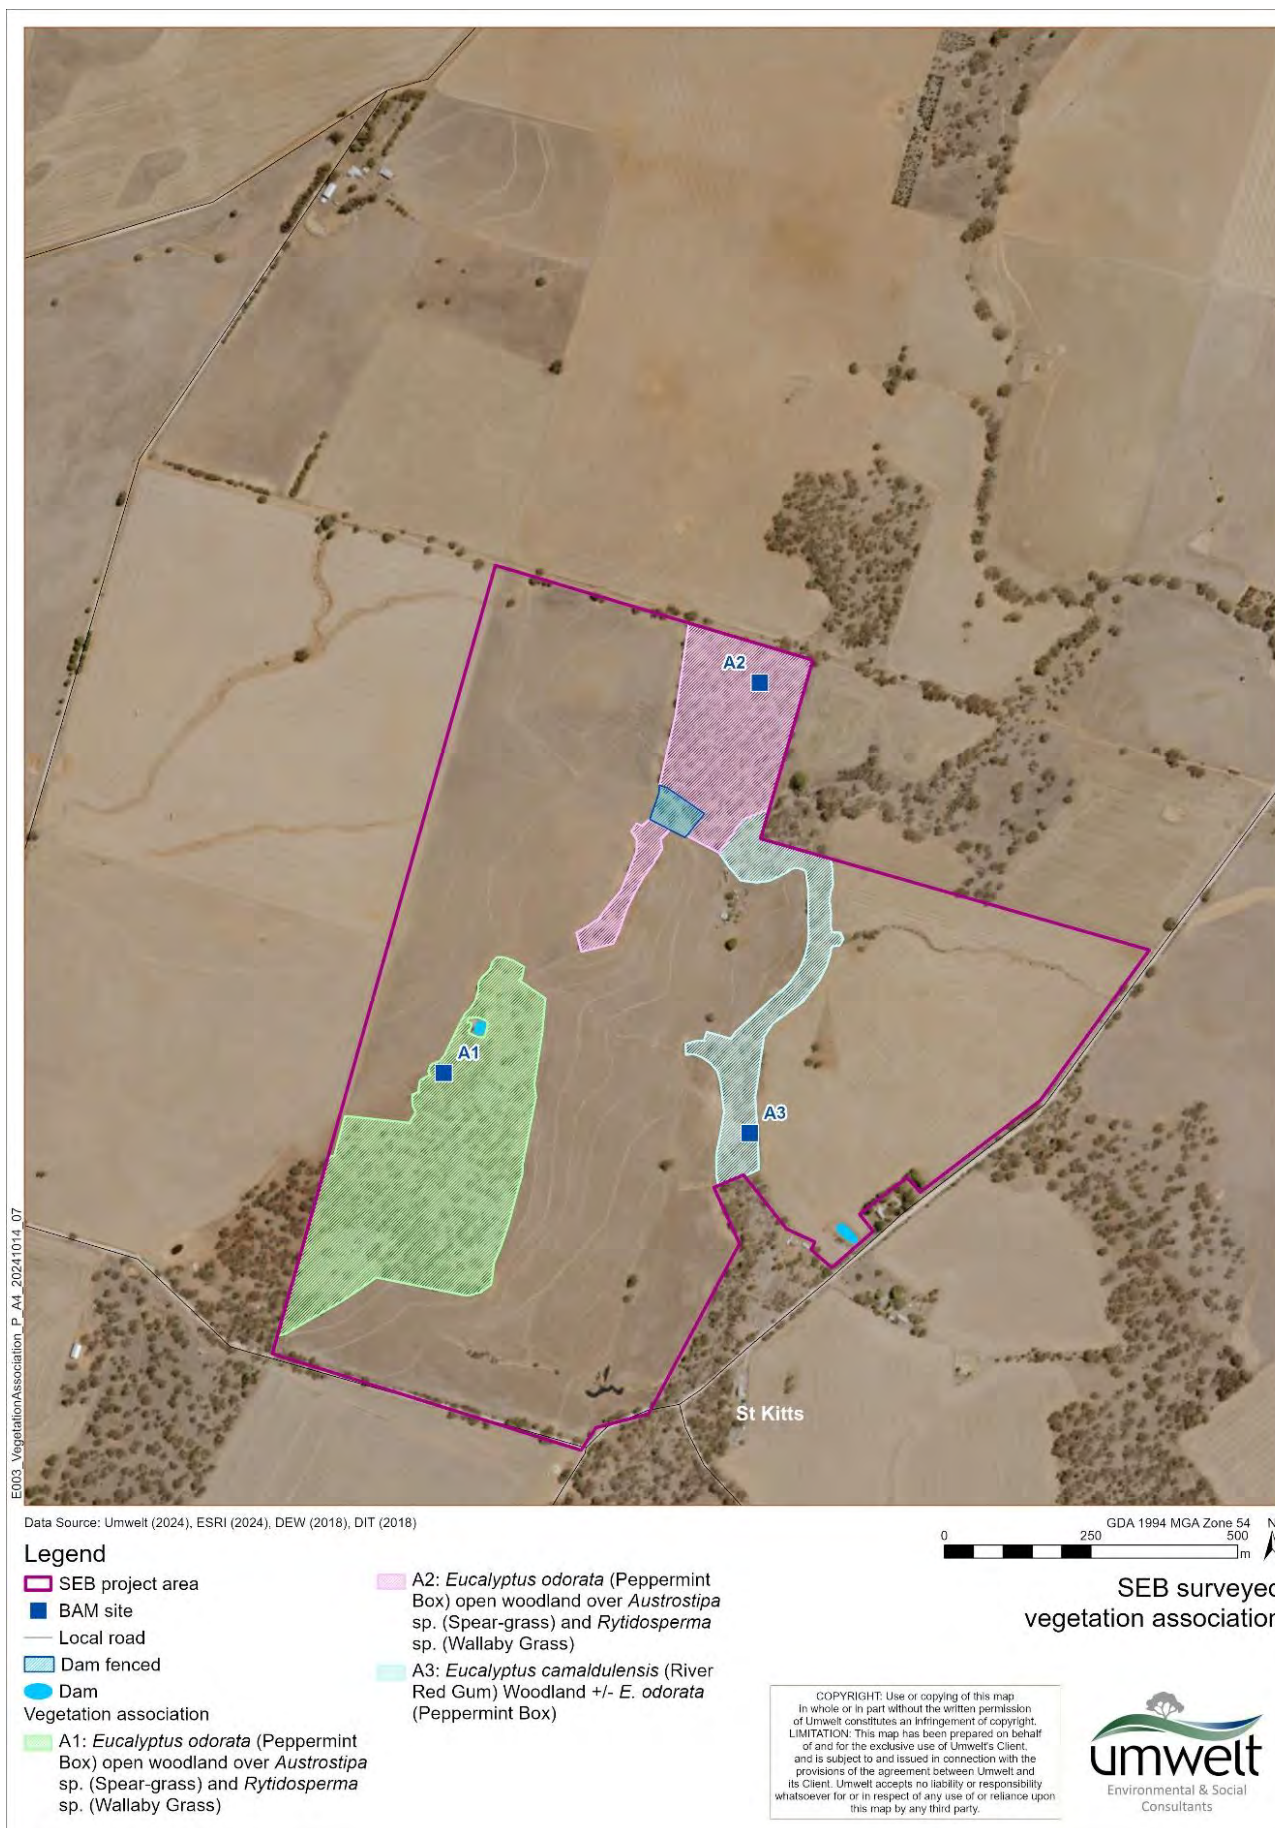 A2
A1
A3
St Kitts
E003_VegetationAssociation_P_A4_20241014_07
Data Source: Umwelt (2024), ESRI (2024), DEW (2018), DIT (2018)
GDA 1994 MGA Zone 54 N
0 250 500
m
Legend
SEB project area
BAM site
Local road
Dam fenced
Dam
Vegetation association
A1: Eucalyptus odorata (Peppermint
Box) open woodland over Austrostipa
sp. (Spear-grass) and Rytidosperma
sp. (Wallaby Grass)
A2: Eucalyptus odorata (Peppermint
Box) open woodland over Austrostipa
sp. (Spear-grass) and Rytidosperma
sp. (Wallaby Grass)
A3: Eucalyptus camaldulensis (River
Red Gum) Woodland +/- E. odorata
(Peppermint Box)
SEB surveyed
vegetation association
COPYRIGHT: Use or copying of this map
in whole or in part without the written permission
of Umwelt constitutes an infringement of copyright.
LIMITATION: This map has been prepared on behalf
of and for the exclusive use of Umwelt's Client,
and is subject to and issued in connection with the
provisions of the agreement between Umwelt and
its Client. Umwelt accepts no liability or responsibility
whatsoever for or in respect of any use of or reliance upon
this map by any third party.
umwelt
Environmental & Social
Consultants